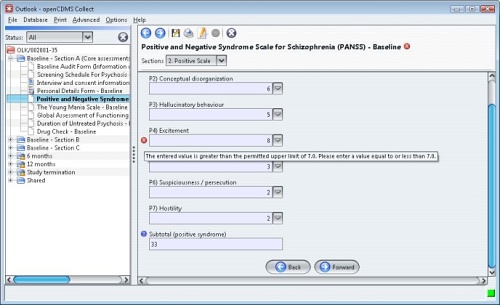 Outlook - openCDMS Collect
File Database Print Advanced Options Help
Status: All
OLK/002001-35
Baseline - Section A (Core assessments
Baseline Audit Form (Information
Screening Schedule For Psychosis -
Interview and consent information
Personal Details Form - Baseline
Positive and Negative Syndrome
The Young Mania Scale - Baseline
Global Assessment of Functioning
Duration of Untreated Psychosis -
Drug Check - Baseline
Baseline - Section B
Baseline - Section C
6 months
12 months
Study termination
Shared
Positive and Negative Syndrome Scale for Schizophrenia (PANSS) - Baseline
Sections 2. Positive Scale
P2) Conceptual disorganization
6
P3) Hallucinatory behaviour
5
P4) Excitement
8
The entered value is greater than the permitted upper limit of 7.0. Please enter a value equal to or less than 7.0.
3
P6) Suspiciousness / persecution
2
P7) Hostility
2
Subtotal (positive syndrome)
33
Back Forward